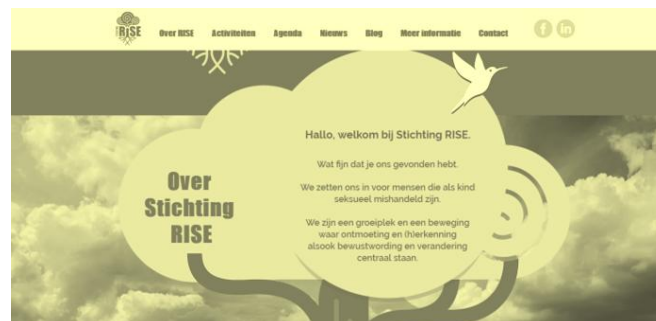 RISE
Over RISE Activiteiten Agenda Nieuws Blog Meer informatie Contact
f in
Hallo, welkom bij Stichting RISE.
Wat fijn dat je ons gevonden hebt.
We zetten ons in voor mensen die als kind
seksueel mishandeld zijn.
We zijn een groeiplek en een beweging
waar ontmoeting en (h)erkenning
alsook bewustwording en verandering
centraal staan.
Over
Stichting
RISE